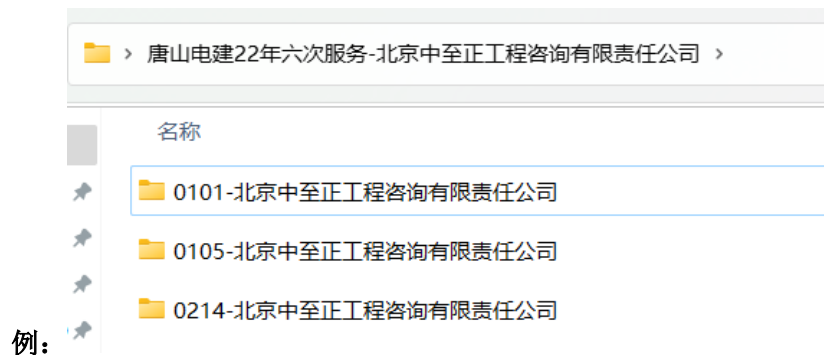 唐山电建22年六次服务-北京中至正工程咨询有限责任公司
名称
0101-北京中至正工程咨询有限责任公司
0105-北京中至正工程咨询有限责任公司
0214-北京中至正工程咨询有限责任公司
例：